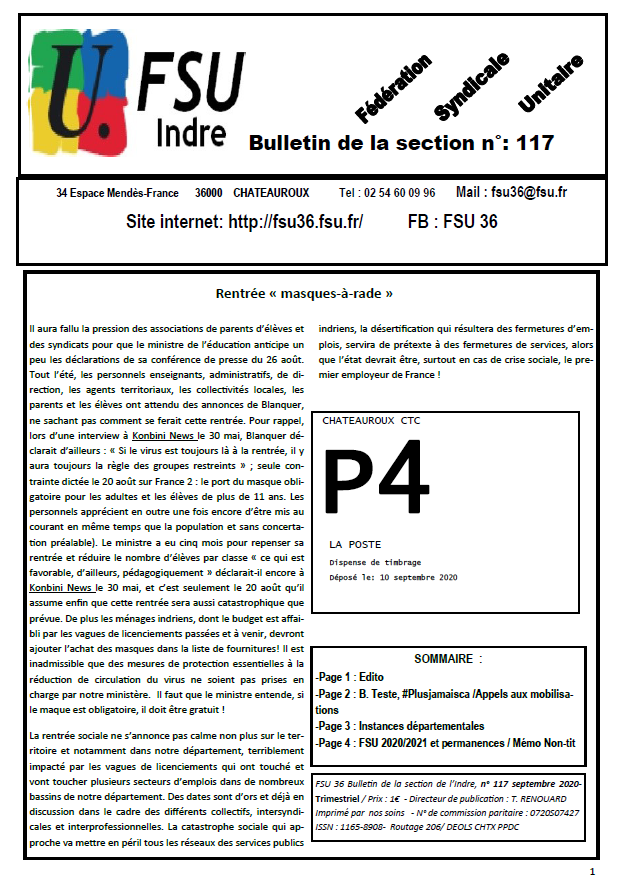 U.
FSU
Indre
Fédération
Syndicale
Unitaire
Bulletin de la section n°: 117
34 Espace Mendès-France 36000 CHATEAUROUX Tel : 02 54 60 09 96 Mail : fsu36@fsu.fr
Site internet: http://fsu36.fsu.fr/ FB : FSU 36
Rentrée « masques-à-rade »
Il aura fallu la pression des associations de parents d'élèves et
des syndicats pour que le ministre de l'éducation anticipe un
peu les déclarations de sa conférence de presse du 26 août.
Tout l'été, les personnels enseignants, administratifs, de di-
rection, les agents territoriaux, les collectivités locales, les
parents et les élèves ont attendu des annonces de Blanquer,
ne sachant pas comment se ferait cette rentrée. Pour rappel,
lors d'une interview à Konbini News le 30 mai, Blanquer dé-
clarait d'ailleurs : « Si le virus est toujours là à la rentrée, il y
aura toujours la règle des groupes restreints » ; seule con-
trainte dictée le 20 août sur France 2 : le port du masque obli-
gatoire pour les adultes et les élèves de plus de 11 ans. Les
personnels apprécient en outre une fois encore d'être mis au
courant en même temps que la population et sans concerta-
tion préalable). Le ministre a eu cinq mois pour repenser sa
rentrée et réduire le nombre d'élèves par classe « ce qui est
favorable, d'ailleurs, pédagogiquement » déclarait-il encore à
Konbini News le 30 mai, et c'est seulement le 20 août qu'il
assume enfin que cette rentrée sera aussi catastrophique que
prévue. De plus les ménages indriens, dont le budget est affai-
bli par les vagues de licenciements passées et à venir, devront
ajouter l'achat des masques dans la liste de fournitures! Il est
inadmissible que des mesures de protection essentielles à la
réduction de circulation du virus ne soient pas prises en
charge par notre ministère. Il faut que le ministre entende, si
le maque est obligatoire, il doit être gratuit !
La rentrée sociale ne s'annonce pas calme non plus sur le ter-
ritoire et notamment dans notre département, terriblement
impacté par les vagues de licenciements qui ont touché et
vont toucher plusieurs secteurs d'emplois dans de nombreux
bassins de notre département. Des dates sont d'ors et déjà en
discussion dans le cadre des différents collectifs, intersyndi-
cales et interprofessionnelles. La catastrophe sociale qui ap-
proche va mettre en péril tous les réseaux des services publics
indriens, la désertification qui résultera des fermetures d'em-
plois, servira de prétexte à des fermetures de services, alors
que l'état devrait être, surtout en cas de crise sociale, le pre-
mier employeur de France !
CHATEAUROUX CTC
P4
LA POSTE
Dispense de timbrage
Déposé le: 10 septembre 2020
SOMMAIRE :
-Page 1 : Edito
-Page 2 : B. Teste, #Plusjamaisca /Appels aux mobilisa-
tions
-Page 3 : Instances départementales
-Page 4 : FSU 2020/2021 et permanences / Mémo Non-tit
FSU 36 Bulletin de la section de l'Indre, n° 117 septembre 2020-
Trimestriel / Prix : 1€ - Directeur de publication : T. RENOUARD
Imprimé par nos soins - N° de commission paritaire : 0720S07427
ISSN : 1165-8908- Routage 206/ DEOLS CHTX PPDC
1